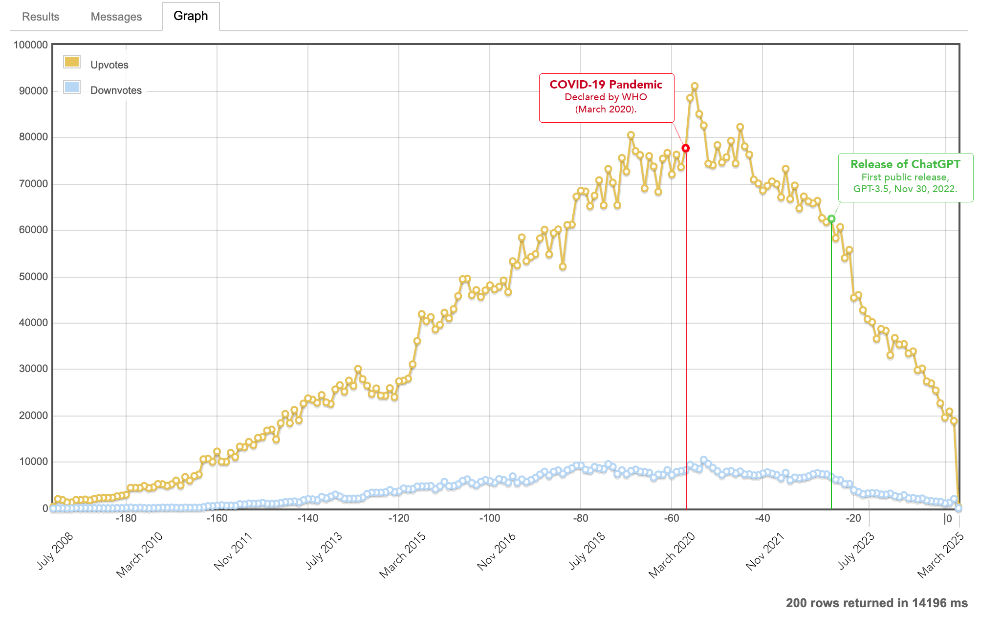 Results Messages Graph
100000
Upvotes
Downvotes
90000
80000
70000
60000
50000
40000
30000
20000
10000
0
COVID-19 Pandemic
Declared by WHO
(March 2020).
Release of ChatGPT
First public release,
GPT-3.5, Nov 30, 2022.
-180 -160 -140 -120 -100 -80 -60 -40 -20 0
July 2008 March 2010 Nov 2011 July 2013 March 2015 Nov 2016 July 2018 March 2020 Nov 2021 July 2023 March 2025
200 rows returned in 14196 ms